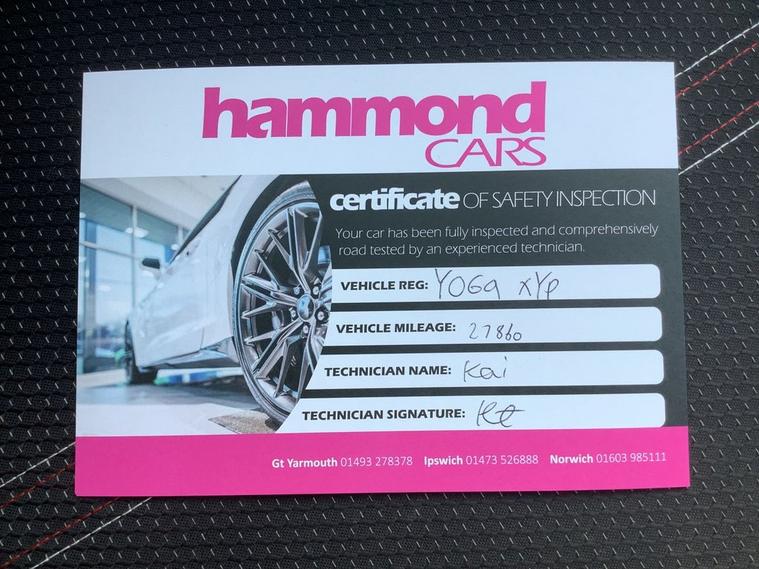 hammond
CARS
certificate OF SAFETY INSPECTION
Your car has been fully inspected and comprehensively
road tested by an experienced technician.
VEHICLE REG: YO69 XYP
VEHICLE MILEAGE: 27860
TECHNICIAN NAME: Kai
TECHNICIAN SIGNATURE:
Gt Yarmouth 01493 278378 Ipswich 01473 526888 Norwich 01603 985111